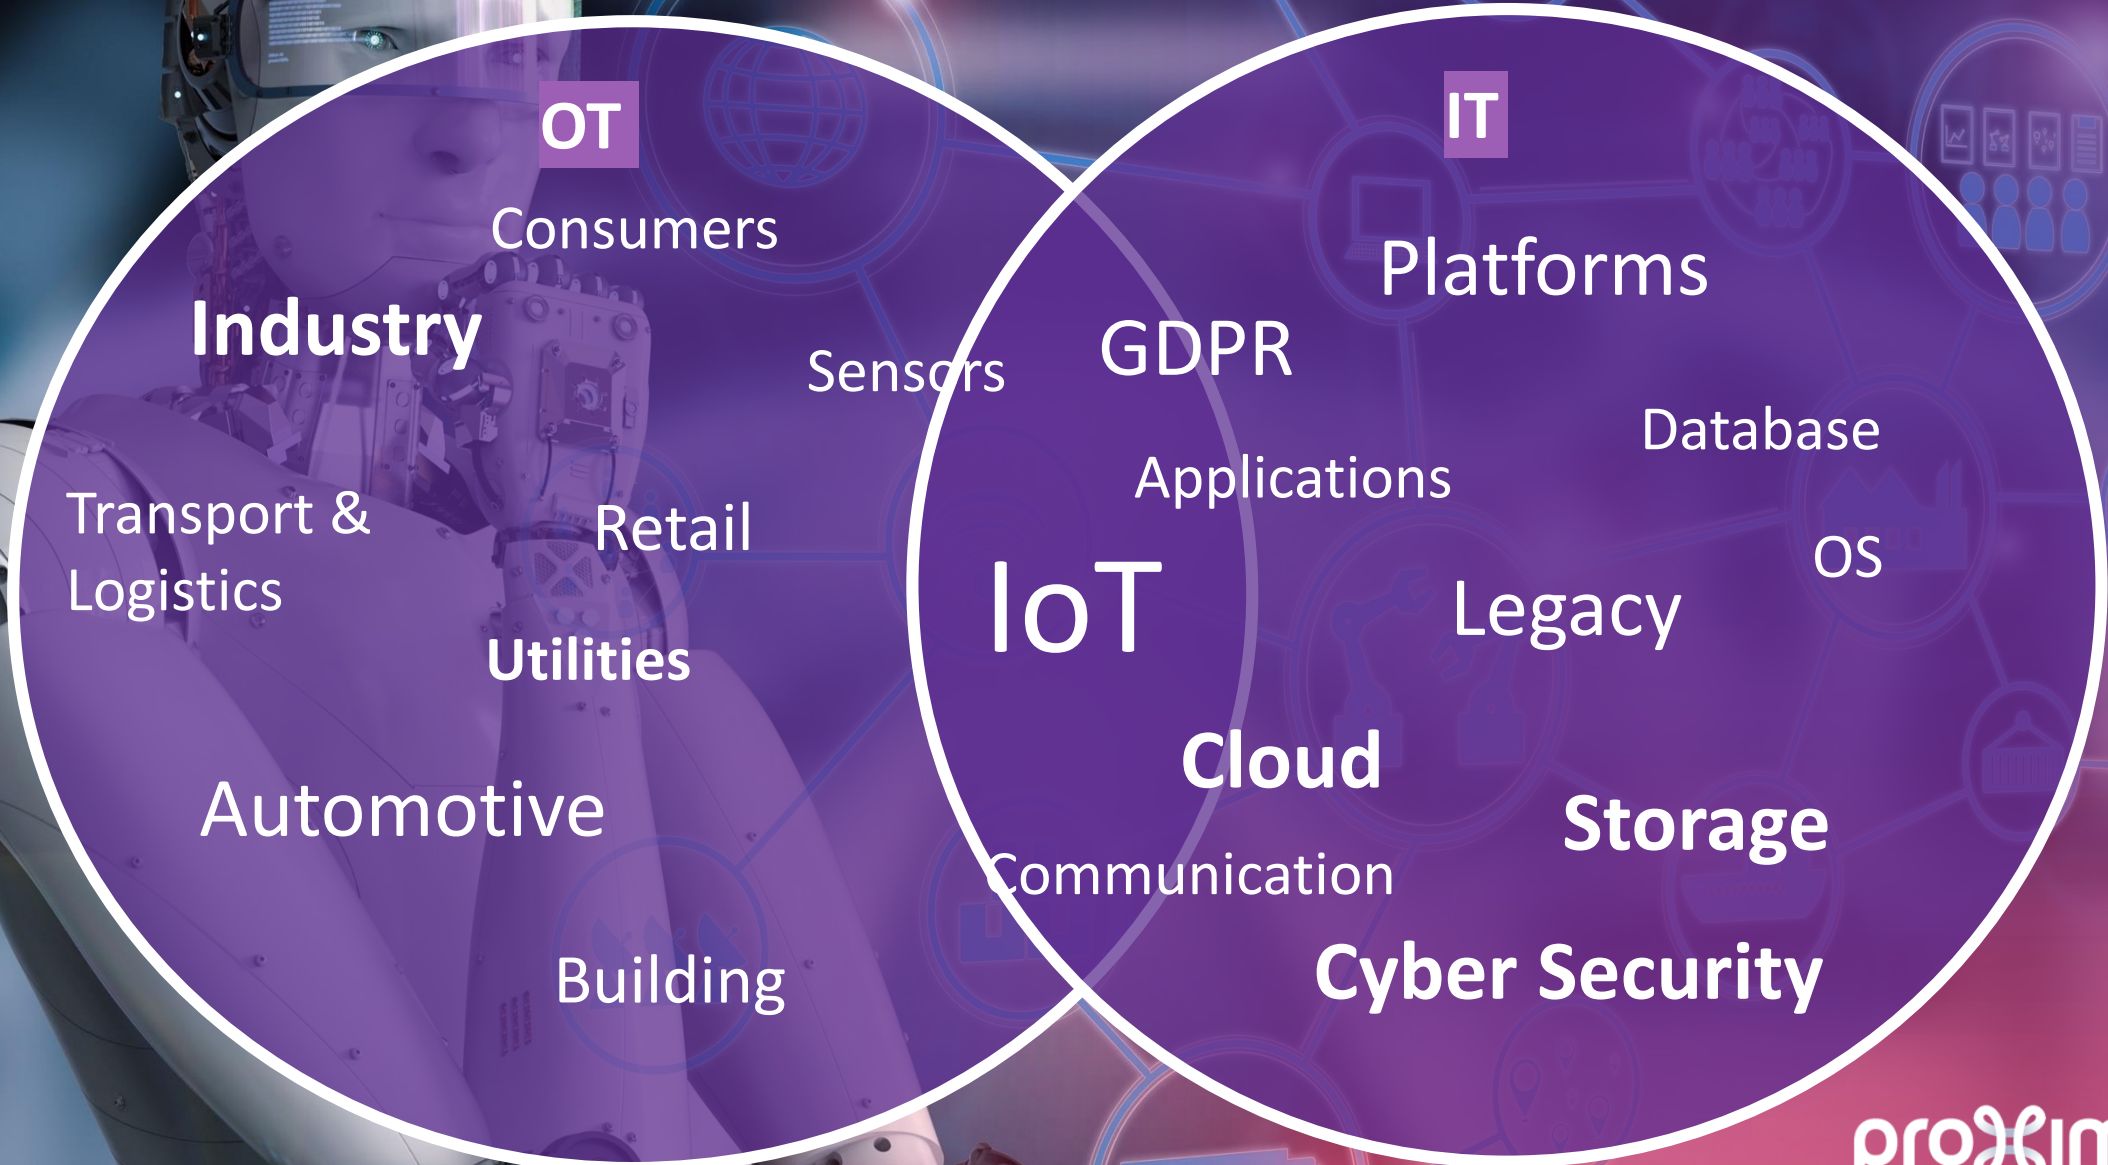 OT
Consumers
Industry
Sensors
Transport &
Logistics
Retail
Utilities
Automotive
Building
IoT
IT
Platforms
GDPR
Database
Applications
OS
Legacy
Cloud
Storage
Communication
Cyber Security
proxim